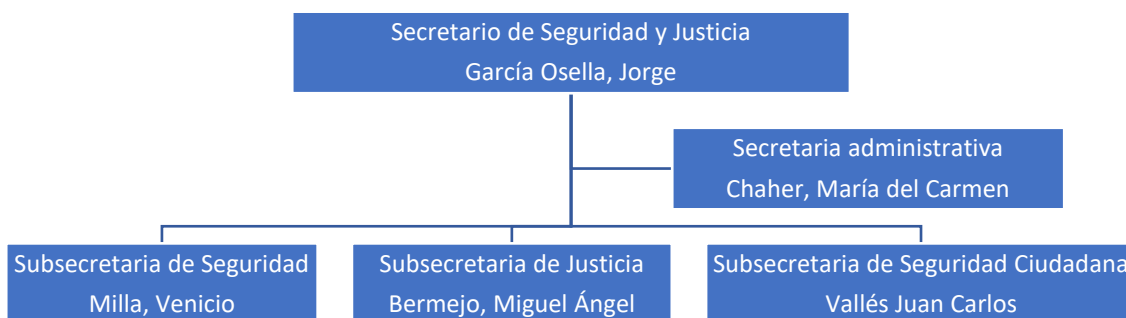 Secretario de Seguridad y Justicia
García Osella, Jorge
Secretaria administrativa
Chaher, María del Carmen
Subsecretaria de Seguridad
Milla, Venicio
Subsecretaria de Justicia
Bermejo, Miguel Ángel
Subsecretaria de Seguridad Ciudadana
Vallés Juan Carlos